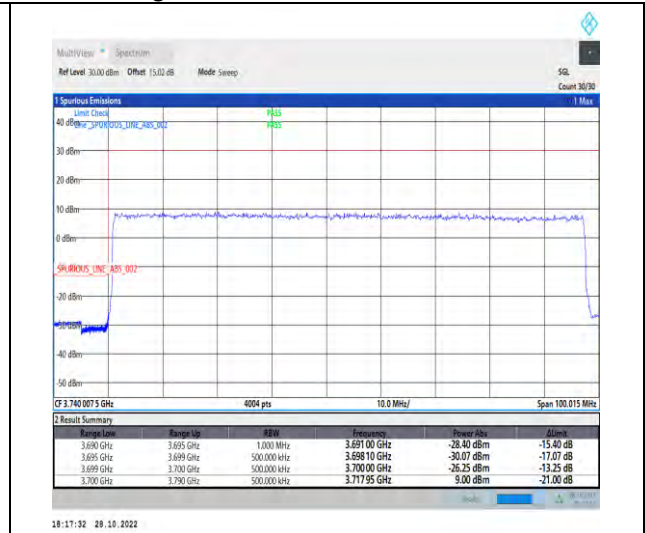 MultiView Spectrum
Ref Level 30.00 dBm Offset 15.02 dB Mode Sweep SGL
Count 30/30
1 Spurious Emissions 1 Max
Limit Check PASS
40 dBm Line _SPURIOUS_LINE_ABS_002 PASS
30 dBm
20 dBm
10 dBm
0 dBm
_SPURIOUS_LINE_ABS_002
-20 dBm
-30 dBm
-40 dBm
-50 dBm
CF 3.740 007 5 GHz 4004 pts 10.0 MHz/ Span 100.015 MHz
2 Result Summary
Range Low Range Up RBW Frequency Power Abs ΔLimit
3.690 GHz 3.695 GHz 1.000 MHz 3.691 00 GHz -28.40 dBm -15.40 dB
3.695 GHz 3.699 GHz 500.000 kHz 3.698 10 GHz -30.07 dBm -17.07 dB
3.699 GHz 3.700 GHz 500.000 kHz 3.700 00 GHz -26.25 dBm -13.25 dB
3.700 GHz 3.790 GHz 500.000 kHz 3.717 95 GHz 9.00 dBm -21.00 dB
18:17:32 28.10.2022